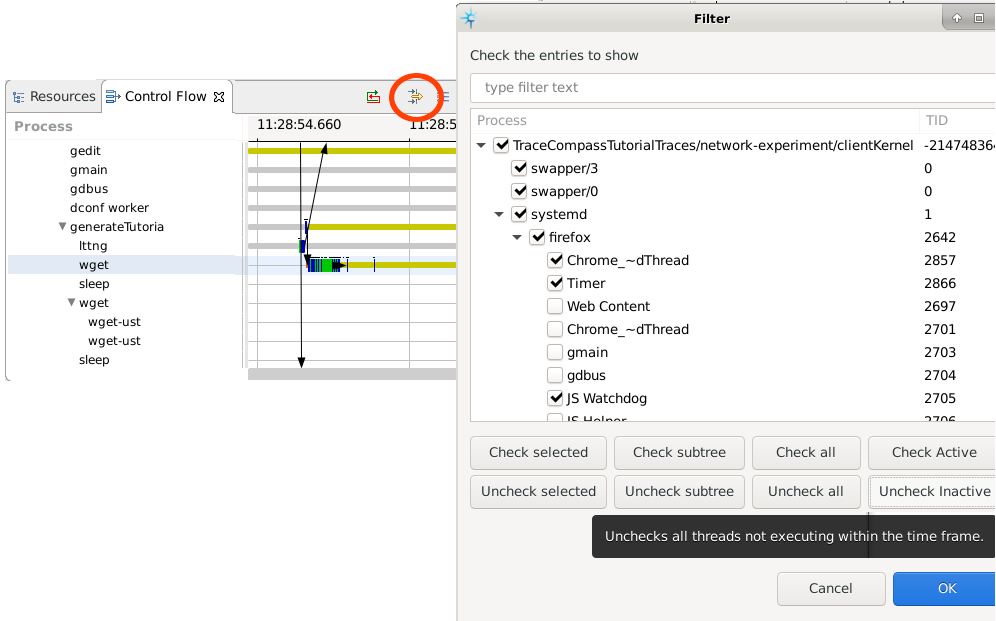 Filter
Check the entries to show
type filter text
Resources
Control Flow
Process
11:28:54.660
11:28:5
gedit
gmain
gdbus
dconf worker
generateTutoria
lttng
wget
sleep
wget
wget-ust
wget-ust
sleep
Process TID
TraceCompassTutorialTraces/network-experiment/clientKernel -214748364
swapper/3 0
swapper/0 0
systemd 1
firefox 2642
Chrome_~dThread 2857
Timer 2866
Web Content 2697
Chrome_~dThread 2701
gmain 2703
gdbus 2704
JS Watchdog 2705
JS Helper 2706
Check selected Check subtree Check all Check Active
Uncheck selected Uncheck subtree Uncheck all Uncheck Inactive
Unchecks all threads not executing within the time frame.
Cancel OK